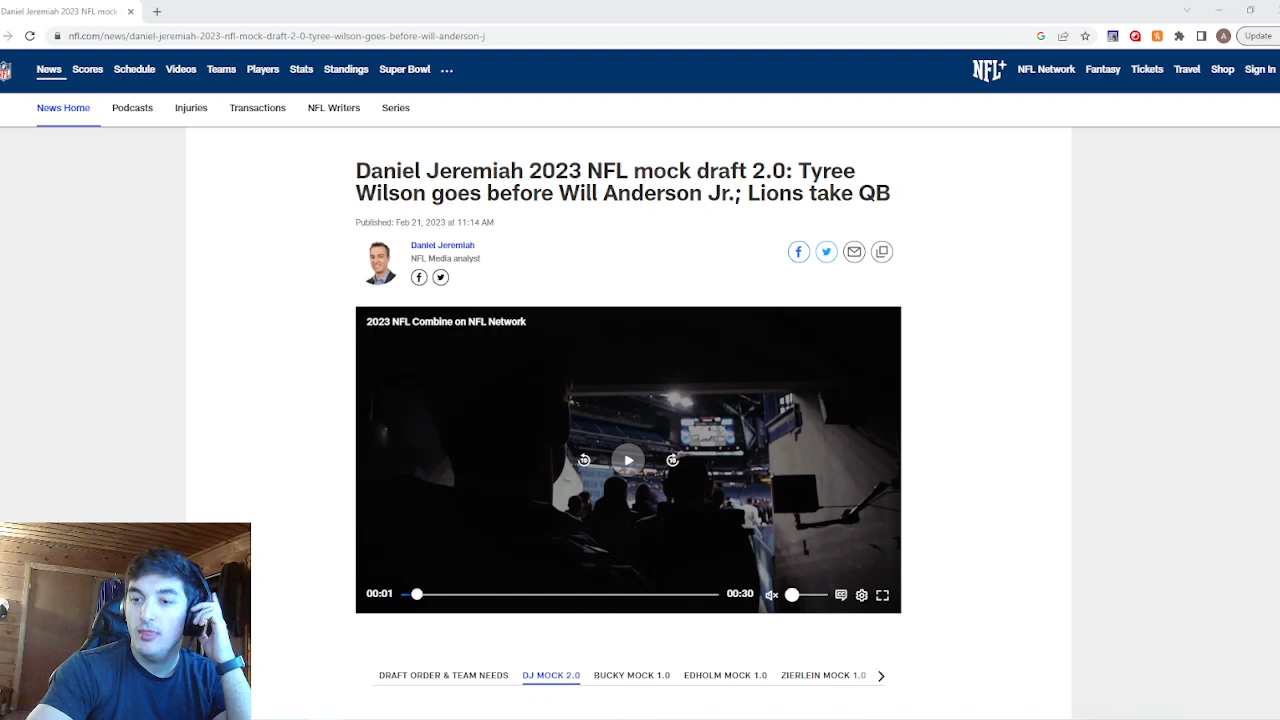 Daniel Jeremiah 2023 NFL mock
nfl.com/news/daniel-jeremiah-2023-nfl-mock-draft-2-0-tyree-wilson-goes-before-will-anderson-j
G
A
Update
NFL
News Scores Schedule Videos Teams Players Stats Standings Super Bowl ... NFL+ NFL Network Fantasy Tickets Travel Shop Sign In
News Home Podcasts Injuries Transactions NFL Writers Series
Daniel Jeremiah 2023 NFL mock draft 2.0: Tyree
Wilson goes before Will Anderson Jr.; Lions take QB
Published: Feb 21, 2023 at 11:14 AM
Daniel Jeremiah
NFL Media analyst
2023 NFL Combine on NFL Network
10 10
00:01 00:30 CC
DRAFT ORDER & TEAM NEEDS DJ MOCK 2.0 BUCKY MOCK 1.0 EDHOLM MOCK 1.0 ZIERLEIN MOCK 1.0